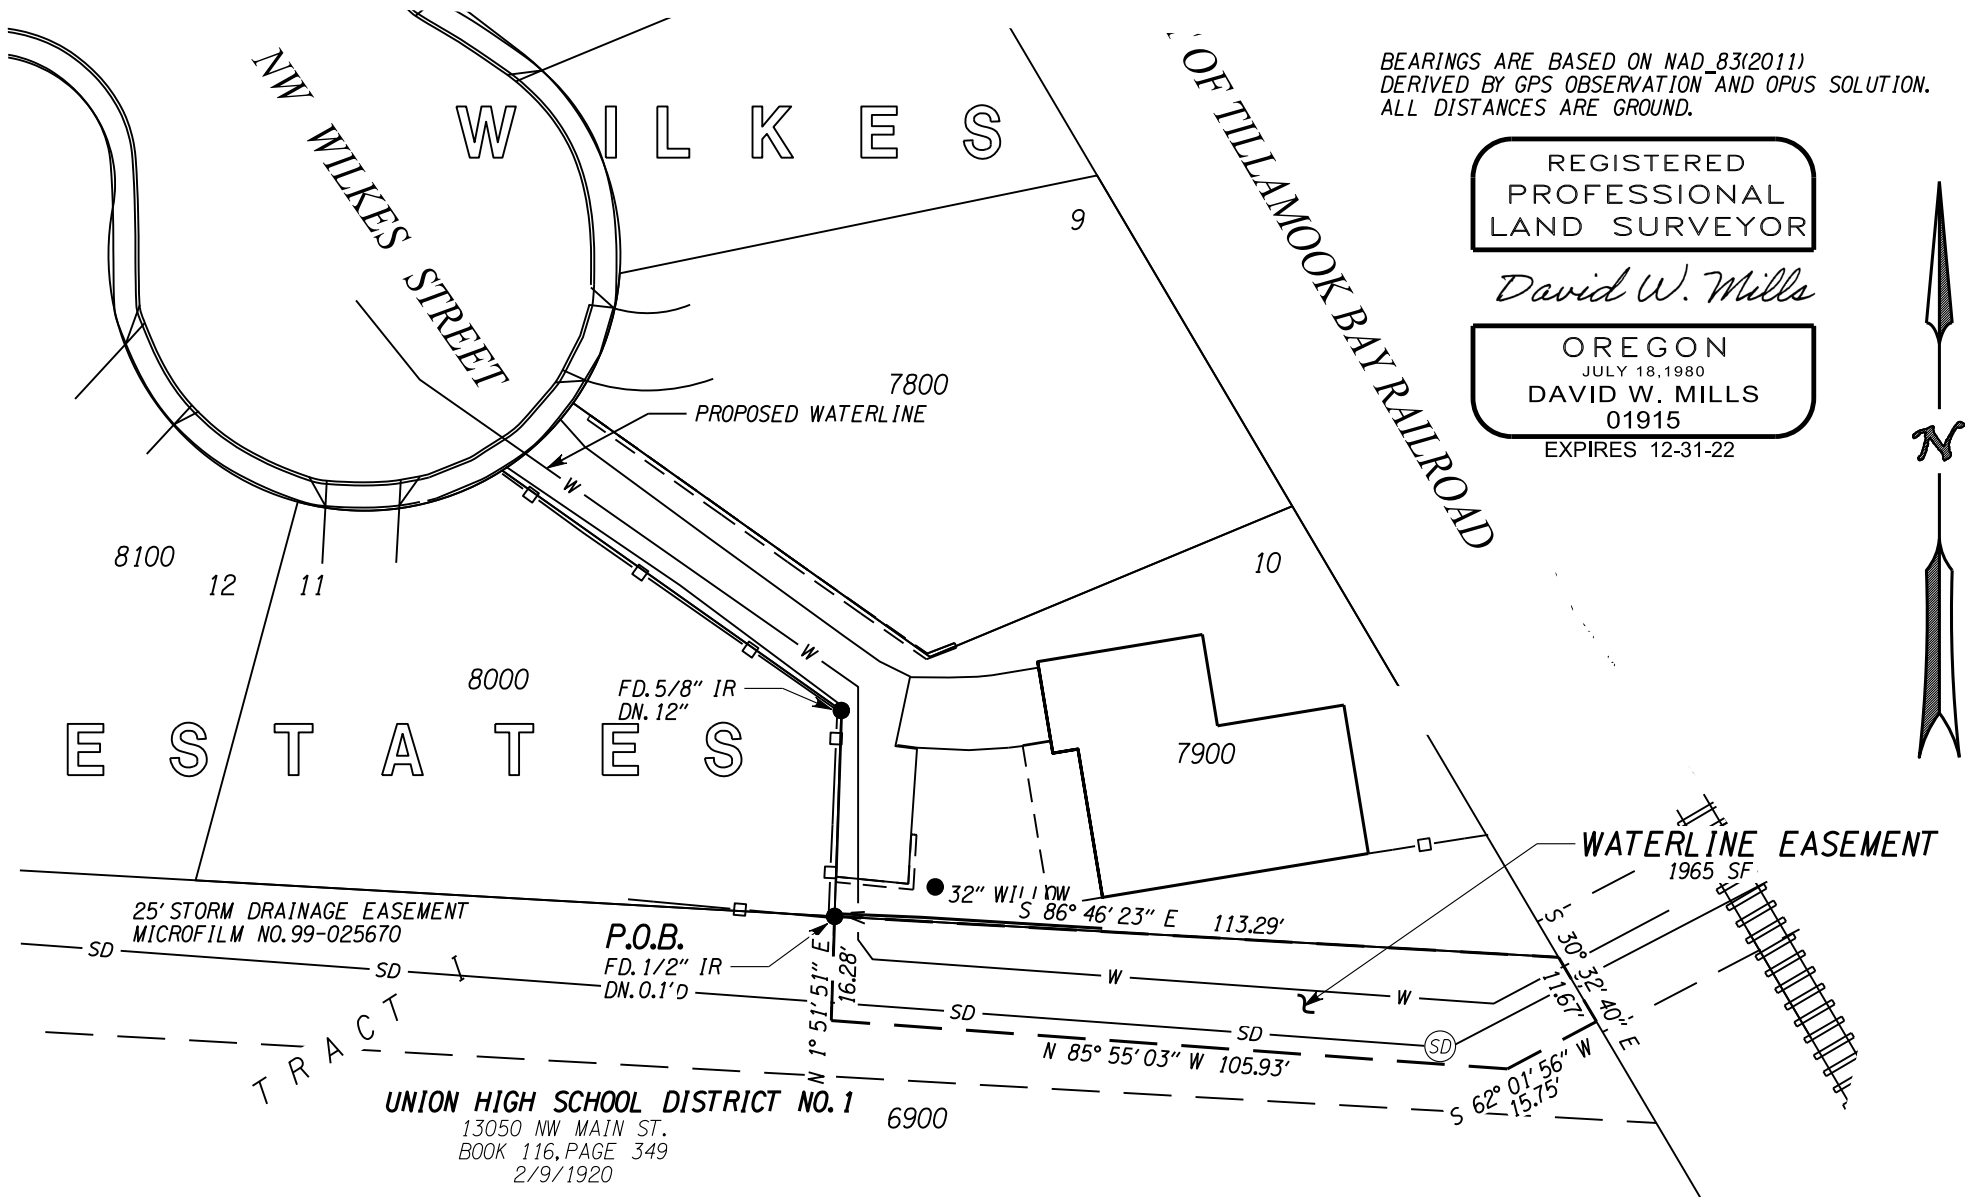 BEARINGS ARE BASED ON NAD_83(2011)
DERIVED BY GPS OBSERVATION AND OPUS SOLUTION.
ALL DISTANCES ARE GROUND.
REGISTERED
PROFESSIONAL
LAND SURVEYOR
David W. Mills
OREGON
JULY 18,1980
DAVID W. MILLS
01915
EXPIRES 12-31-22
N
NW WILKES STREET
WILKES
OF TILLAMOOK BAY RAILROAD
9
7800
PROPOSED WATERLINE
W
10
8100
12
11
8000
FD. 5/8" IR
DN. 12"
W
ESTATES
7900
WATERLINE EASEMENT
1965 SF
32" WILLOW
S 86° 46' 23" E 113.29'
25' STORM DRAINAGE EASEMENT
MICROFILM NO. 99-025670
P.O.B.
FD. 1/2" IR
DN. 0.1'
N 1° 51' 51" E
16.28'
S 30° 32' 40" E
11.67'
W
W
SD
SD
SD
SD
SD
TRACT I
N 85° 55' 03" W 105.93'
S 62° 01' 56" W
15.75'
UNION HIGH SCHOOL DISTRICT NO. 1
13050 NW MAIN ST.
BOOK 116, PAGE 349
2/9/1920
6900